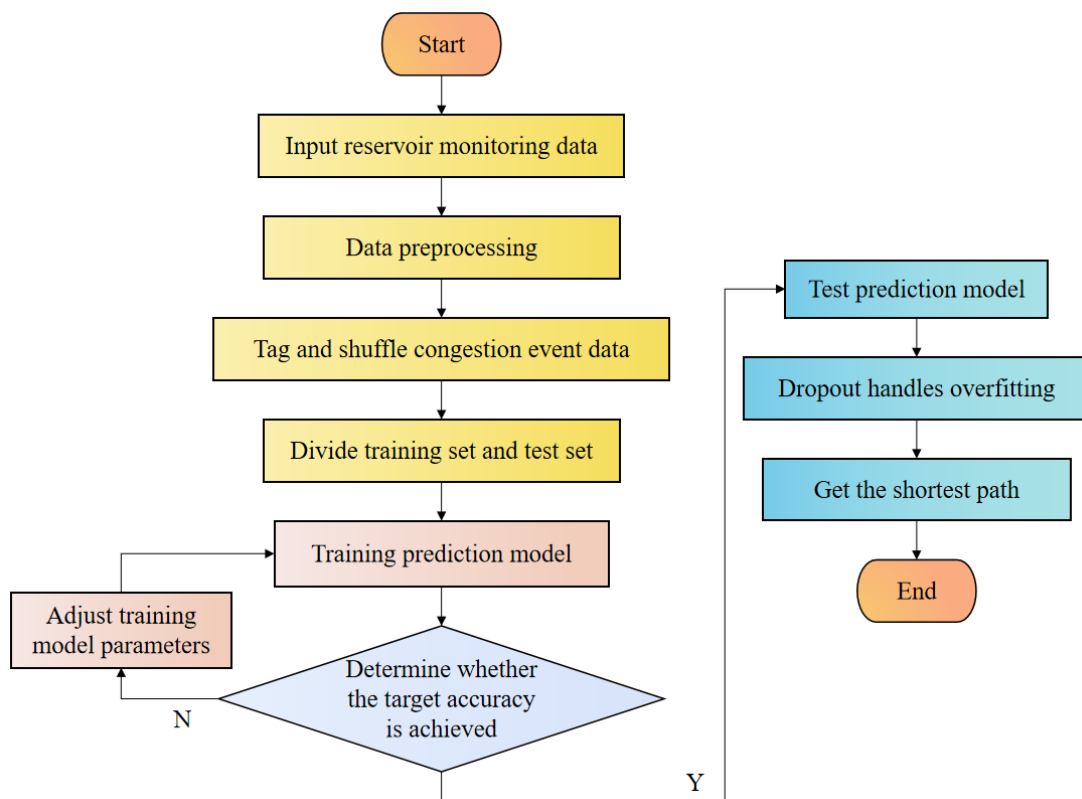 Start
Input reservoir monitoring data
Data preprocessing
Tag and shuffle congestion event data
Divide training set and test set
Training prediction model
Adjust training
model parameters
Determine whether
the target accuracy
is achieved
N
Y
Test prediction model
Dropout handles overfitting
Get the shortest path
End